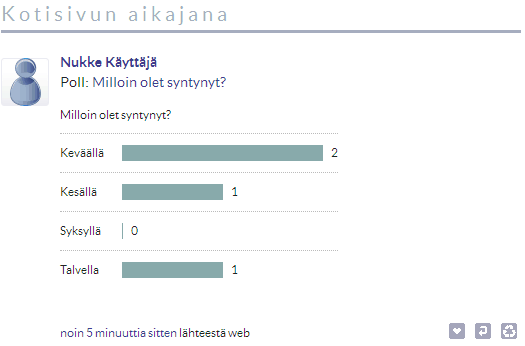 Kotisivun aikajana
Nukke Käyttäjä
Poll: Milloin olet syntynyt?
Milloin olet syntynyt?
Keväällä 2
Kesällä 1
Syksyllä 0
Talvella 1
noin 5 minuuttia sitten lähteestä web